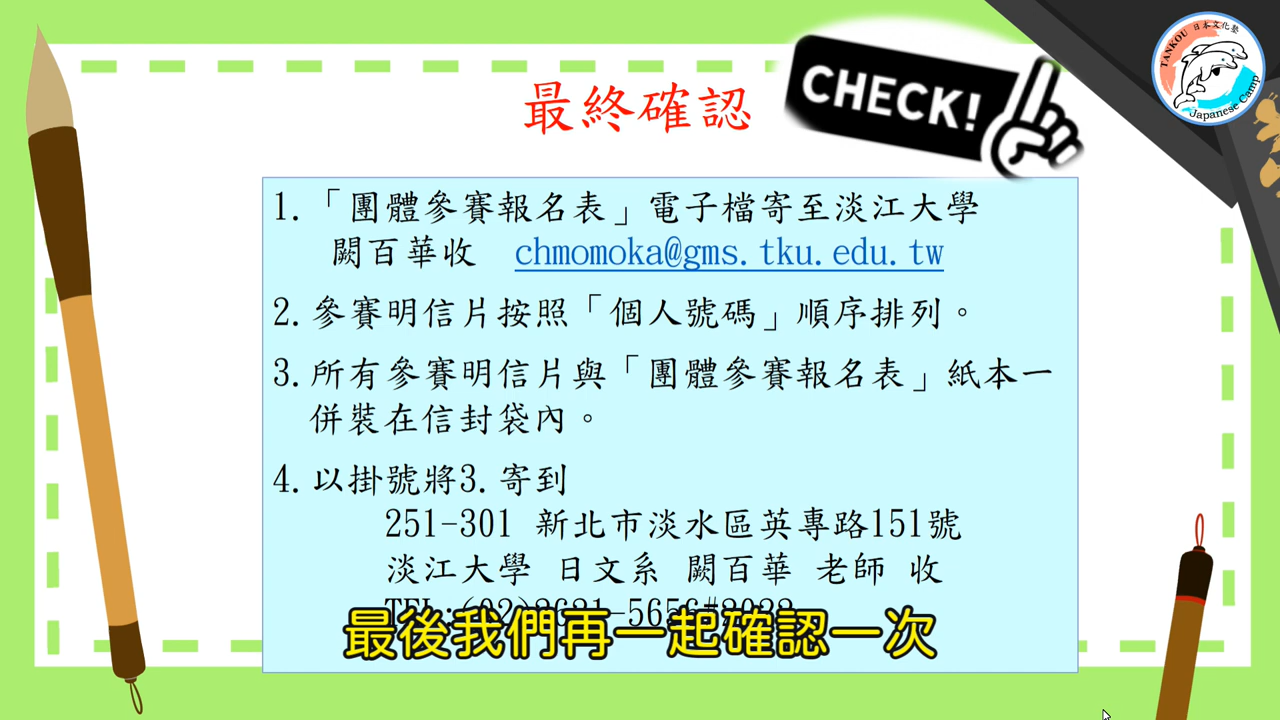 TANKOU 日本文化塾
Japanese Camp
CHECK!
最終確認
1.「團體參賽報名表」電子檔寄至淡江大學
闕百華收 chmomoka@gms.tku.edu.tw
2.參賽明信片按照「個人號碼」順序排列。
3.所有參賽明信片與「團體參賽報名表」紙本一
併裝在信封袋內。
4.以掛號將3.寄到
251-301 新北市淡水區英專路151號
淡江大學 日文系 闕百華 老師 收
TEL:(02)2621-5656
最後我們再一起確認一次